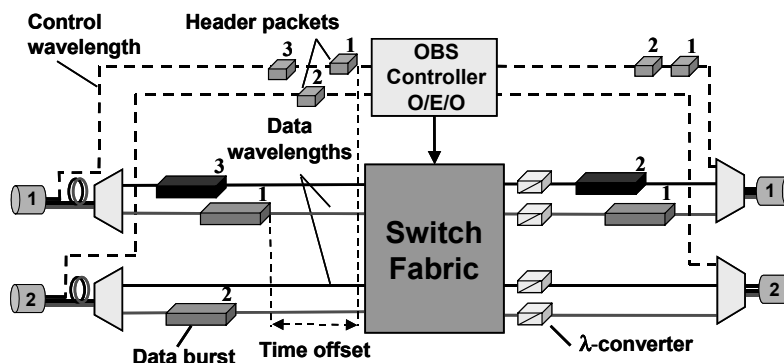 Control
wavelength
Header packets
3
1
2
OBS
Controller
O/E/O
2
1
Data
wavelengths
3
1
2
1
1
1
Switch
Fabric
2
2
2
Data burst
Time offset
λ-converter